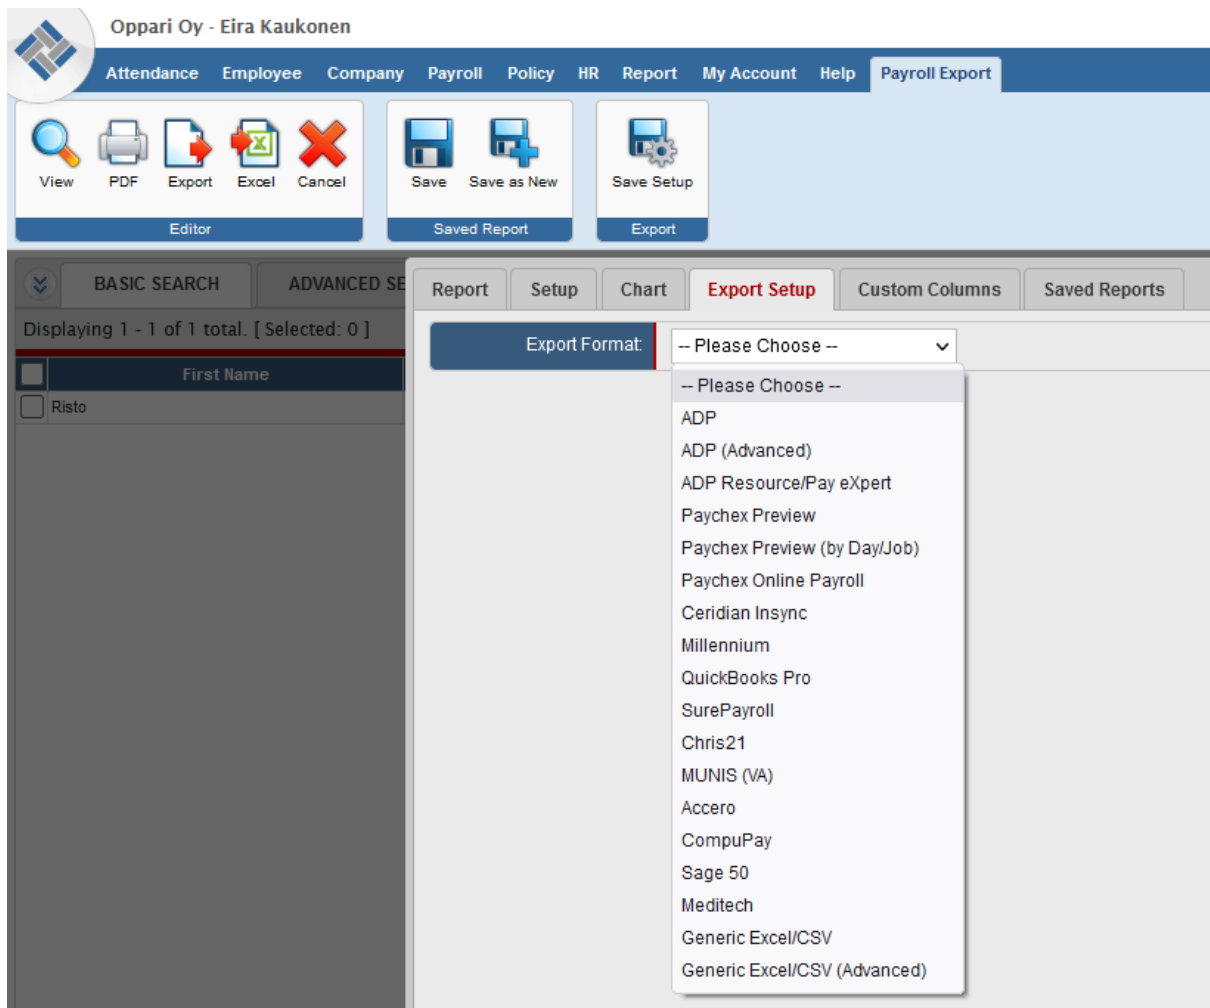 Oppari Oy - Eira Kaukonen
Attendance Employee Company Payroll Policy HR Report My Account Help Payroll Export
View PDF Export Excel Cancel Save Save as New Save Setup
Editor Saved Report Export
BASIC SEARCH ADVANCED SE
Report Setup Chart Export Setup Custom Columns Saved Reports
Displaying 1 - 1 of 1 total. [ Selected: 0 ]
Export Format: -- Please Choose --
First Name
Risto
-- Please Choose --
ADP
ADP (Advanced)
ADP Resource/Pay eXpert
Paychex Preview
Paychex Preview (by Day/Job)
Paychex Online Payroll
Ceridian Insync
Millennium
QuickBooks Pro
SurePayroll
Chris21
MUNIS (VA)
Accero
CompuPay
Sage 50
Meditech
Generic Excel/CSV
Generic Excel/CSV (Advanced)